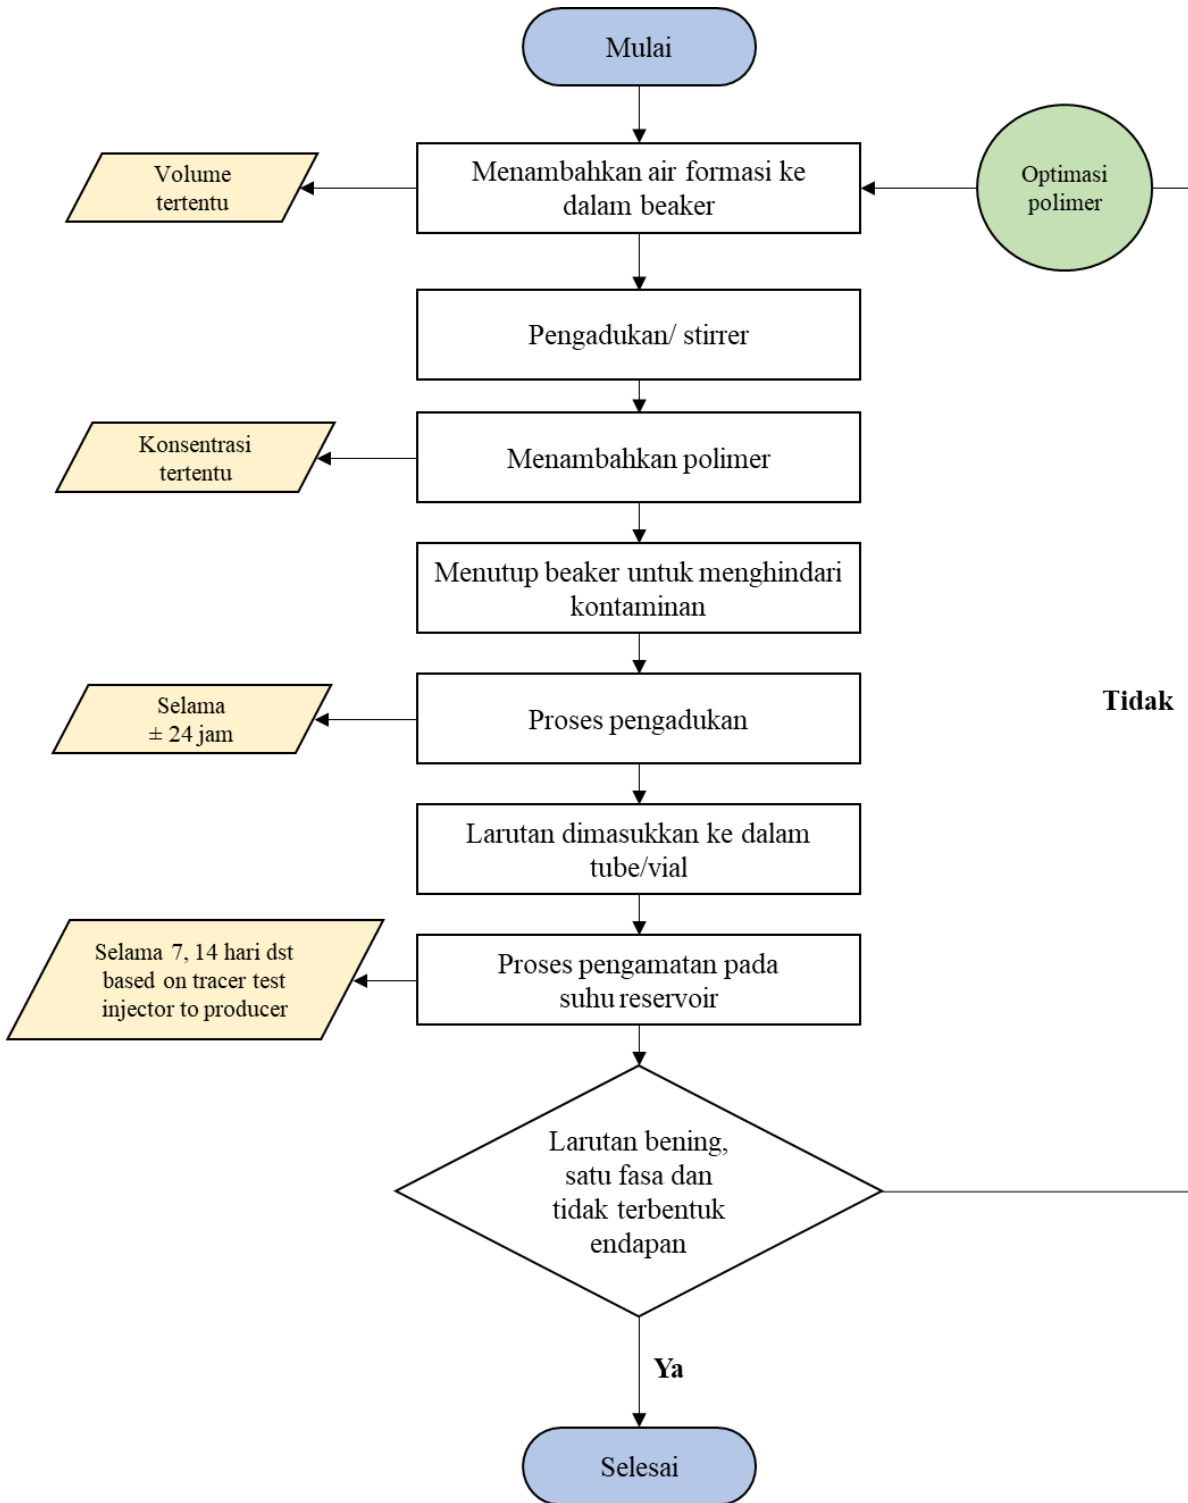 Mulai
Volume
tertentu
Menambahkan air formasi ke
dalam beaker
Optimasi
polimer
Pengadukan/ stirrer
Konsentrasi
tertentu
Menambahkan polimer
Menutup beaker untuk menghindari
kontaminan
Selama
± 24 jam
Proses pengadukan
Tidak
Larutan dimasukkan ke dalam
tube/vial
Selama 7, 14 hari dst
based on tracer test
injector to producer
Proses pengamatan pada
suhu reservoir
Larutan bening,
satu fasa dan
tidak terbentuk
endapan
Ya
Selesai